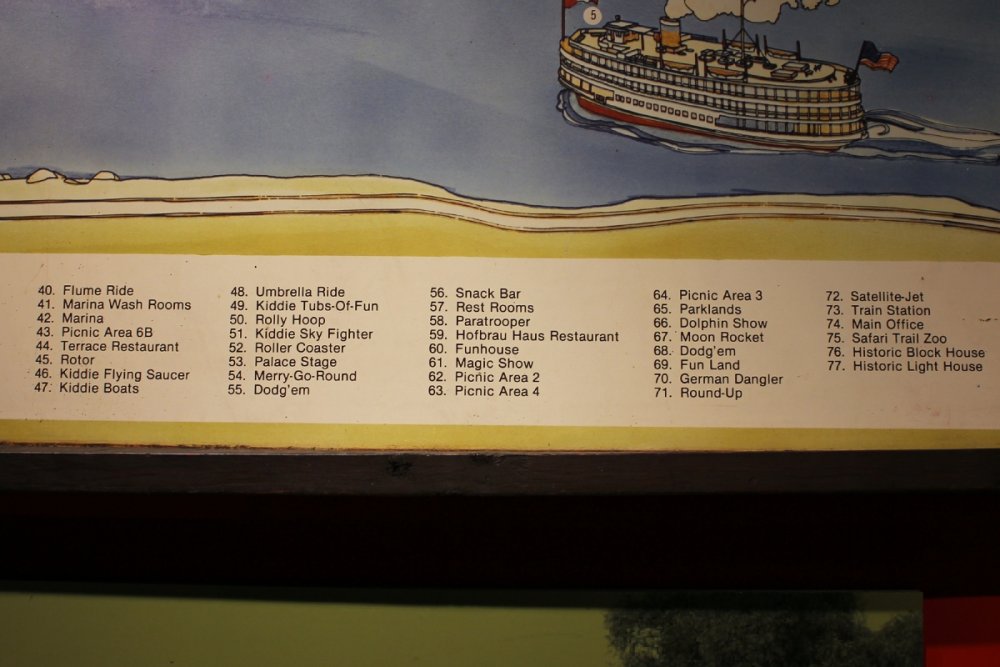 5
40. Flume Ride
41. Marina Wash Rooms
42. Marina
43. Picnic Area 6B
44. Terrace Restaurant
45. Rotor
46. Kiddie Flying Saucer
47. Kiddie Boats
48. Umbrella Ride
49. Kiddie Tubs-Of-Fun
50. Rolly Hoop
51. Kiddie Sky Fighter
52. Roller Coaster
53. Palace Stage
54. Merry-Go-Round
55. Dodg'em
56. Snack Bar
57. Rest Rooms
58. Paratrooper
59. Hofbrau Haus Restaurant
60. Funhouse
61. Magic Show
62. Picnic Area 2
63. Picnic Area 4
64. Picnic Area 3
65. Parklands
66. Dolphin Show
67. Moon Rocket
68. Dodg'em
69. Fun Land
70. German Dangler
71. Round-Up
72. Satellite-Jet
73. Train Station
74. Main Office
75. Safari Trail Zoo
76. Historic Block House
77. Historic Light House